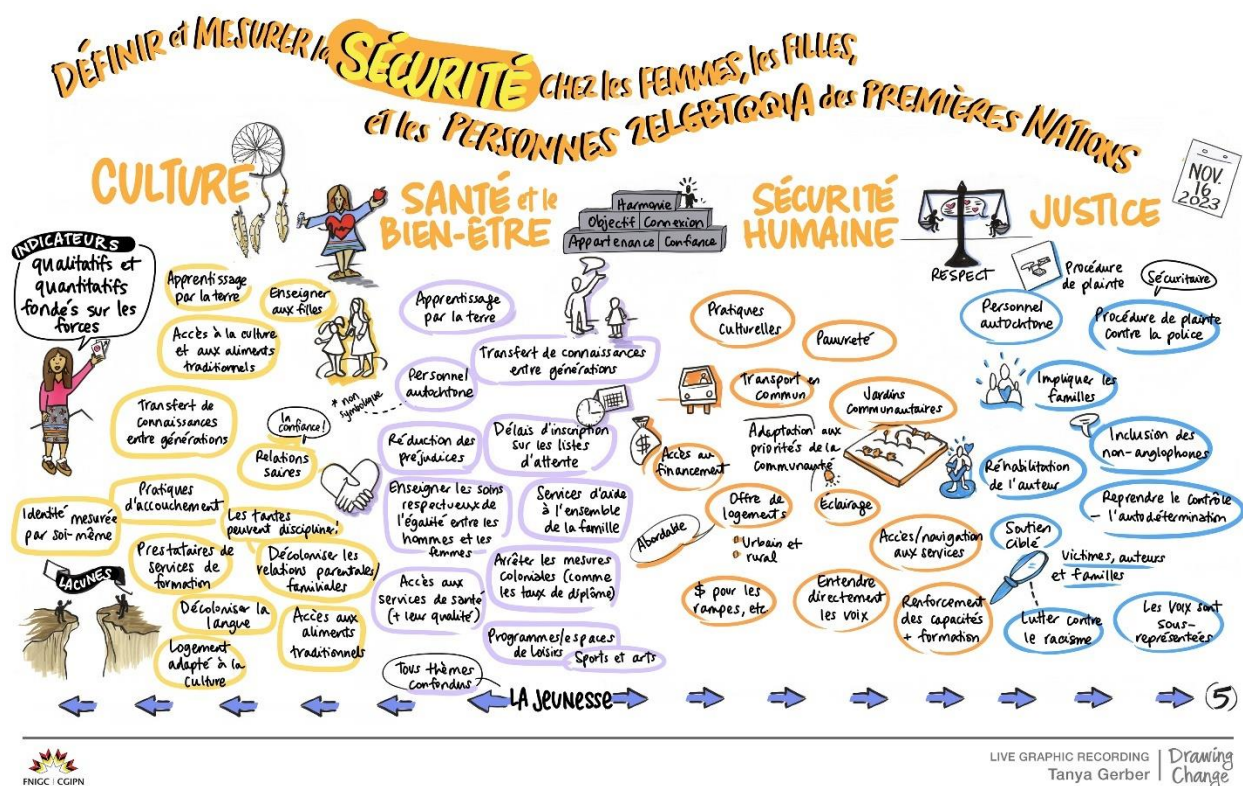 DÉFINIR et MESURER la SÉCURITÉ CHEZ les FEMMES, les FILLES,
et les PERSONNES 2ELGBTQQIA des PREMIÈRES NATIONS
NOV.
16
2023
CULTURE
SANTÉ et le
BIEN-ÊTRE
Harmonie
Objectif Connexion
Appartenance Confiance
SÉCURITÉ
HUMAINE
JUSTICE
RESPECT
INDICATEURS
qualitatifs et
quantitatifs
fondés sur les
forces
Apprentissage
par la terre
Enseigner
aux filles
Accès à la culture
et aux aliments
traditionnels
Transfert de
connaissances
entre générations
la
confiance!
Relations
saines
Identité mesurée
par soi-même
Pratiques
d'accouchement
Les tantes
peuvent discipliner!
Prestataires de
services de
formation
Décoloniser les
relations parentales/
familiales
LACUNES
Décoloniser la
langue
Accès aux
aliments
traditionnels
Logement
adapté à la
culture
Apprentissage
par la terre
Transfert de connaissances
entre générations
* non
symbolique
Personnel
autochtone
Réduction des
préjudices
Délais d'inscription
sur les listes
d'attente
Enseigner les soins
respectueux de
l'égalité entre les
hommes et les
femmes
Services d'aide
à l'ensemble
de la famille
Accès aux
services de santé
(+ leur qualité)
Arrêter les mesures
coloniales (comme
les taux de diplôme)
Programmes/espaces
de loisirs
Sports et arts
Tous thèmes
confondus
LA JEUNESSE
Pratiques
Culturelles
Pauvreté
Transport en
commun
Jardins
Communautaires
$
Accès au
financement
Adaptation aux
priorités de la
communauté
Offre de
logements
Urbain et
rural
Abordable
Éclairage
Accès/navigation
aux services
$ pour les
rampes, etc
Entendre
directement
les voix
Renforcement
des capacités
+ formation
Procédure
de plainte
Sécuritaire
Personnel
autochtone
Procédure de plainte
contre la police
Impliquer les
familles
Inclusion des
non-anglophones
Réhabilitation
de l'auteur
Reprendre le contrôle
– l'autodétermination
Soutien
ciblé
Victimes, auteurs
et familles
Lutter contre
le racisme
Les voix sont
sous-
représentées
(5)
FNIGC | CGIPN
LIVE GRAPHIC RECORDING
Tanya Gerber
Drawing
Change